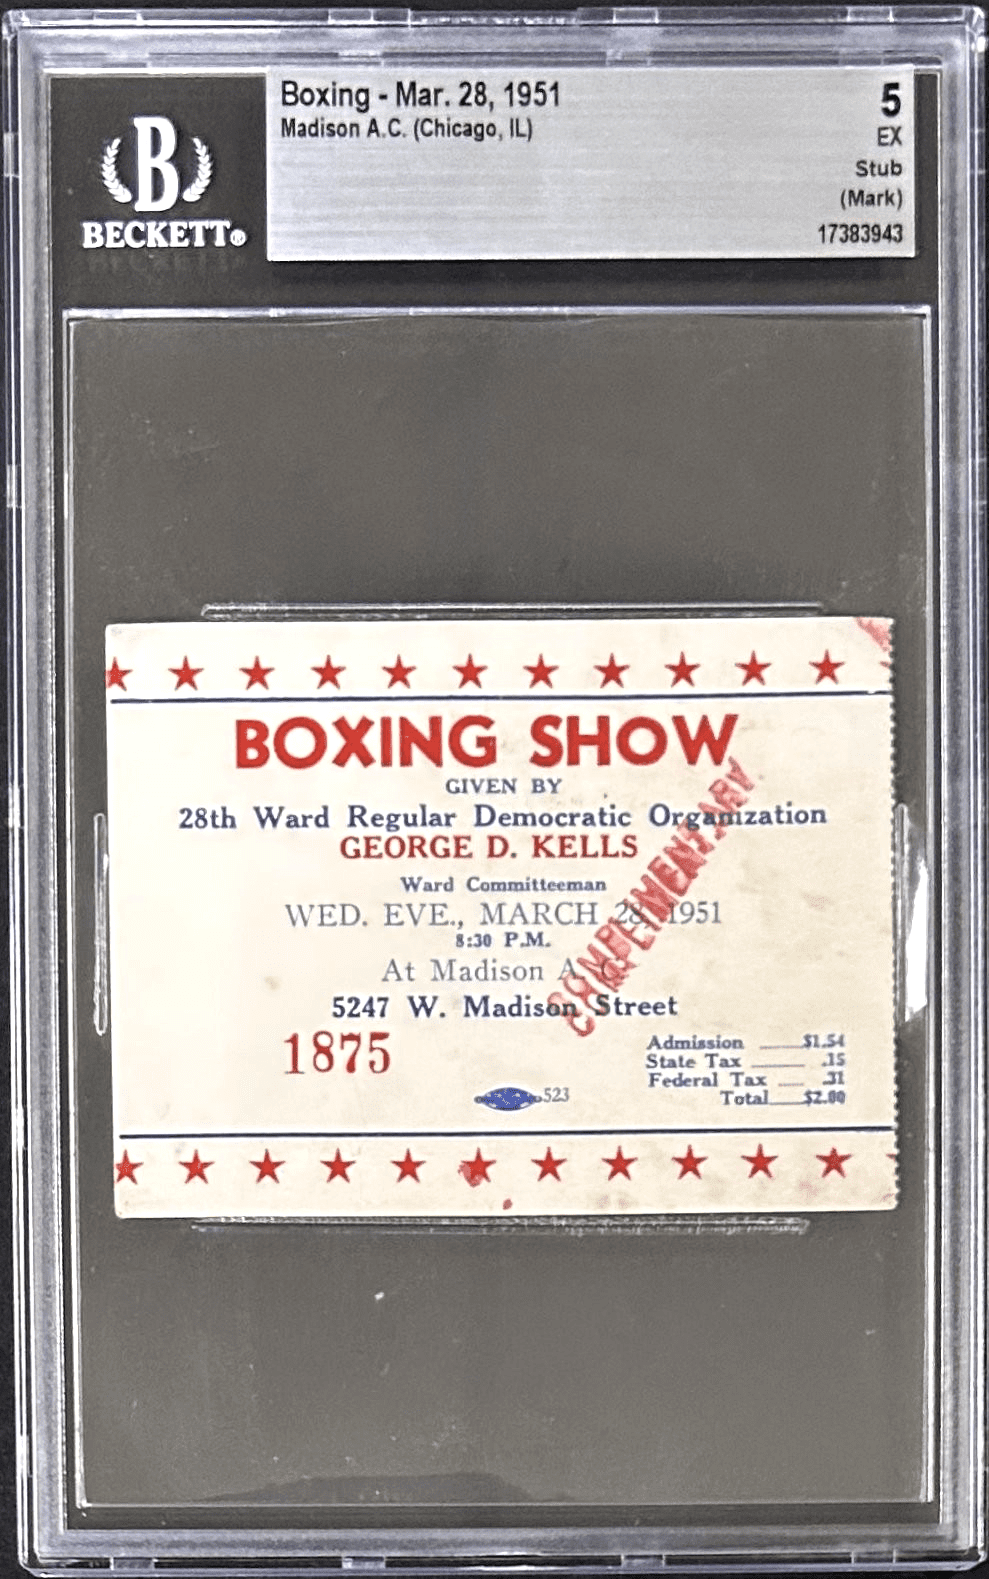 Boxing - Mar. 28, 1951
Madison A.C. (Chicago, IL)
5
EX
Stub
(Mark)
17383943
B
BECKETT®
BOXING SHOW
GIVEN BY
28th Ward Regular Democratic Organization
GEORGE D. KELLS
Ward Committeeman
WED. EVE., MARCH 28, 1951
8:30 P.M.
At Madison A. C.
5247 W. Madison Street
COMPLIMENTARY
1875
Admission $1.54
State Tax .15
Federal Tax .31
Total $2.00
523